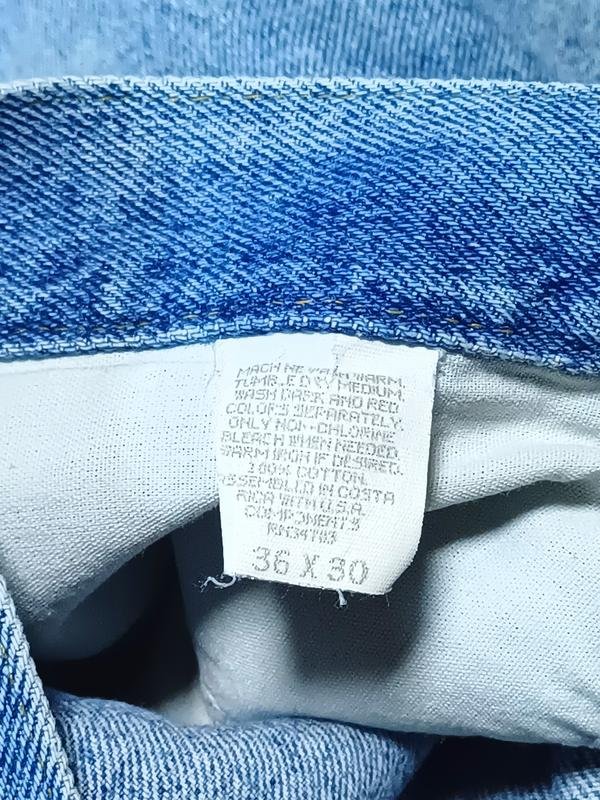 MACHINE WASH WARM.
TUMBLE DRY MEDIUM.
WASH DARK AND RED
COLORS SEPARATELY.
ONLY NON-CHLORINE
BLEACH WHEN NEEDED
WARM IRON IF DESIRED.
100% COTTON.
ASSEMBLED IN COSTA
RICA WITH U.S.A.
COMPONENTS
36 X 30